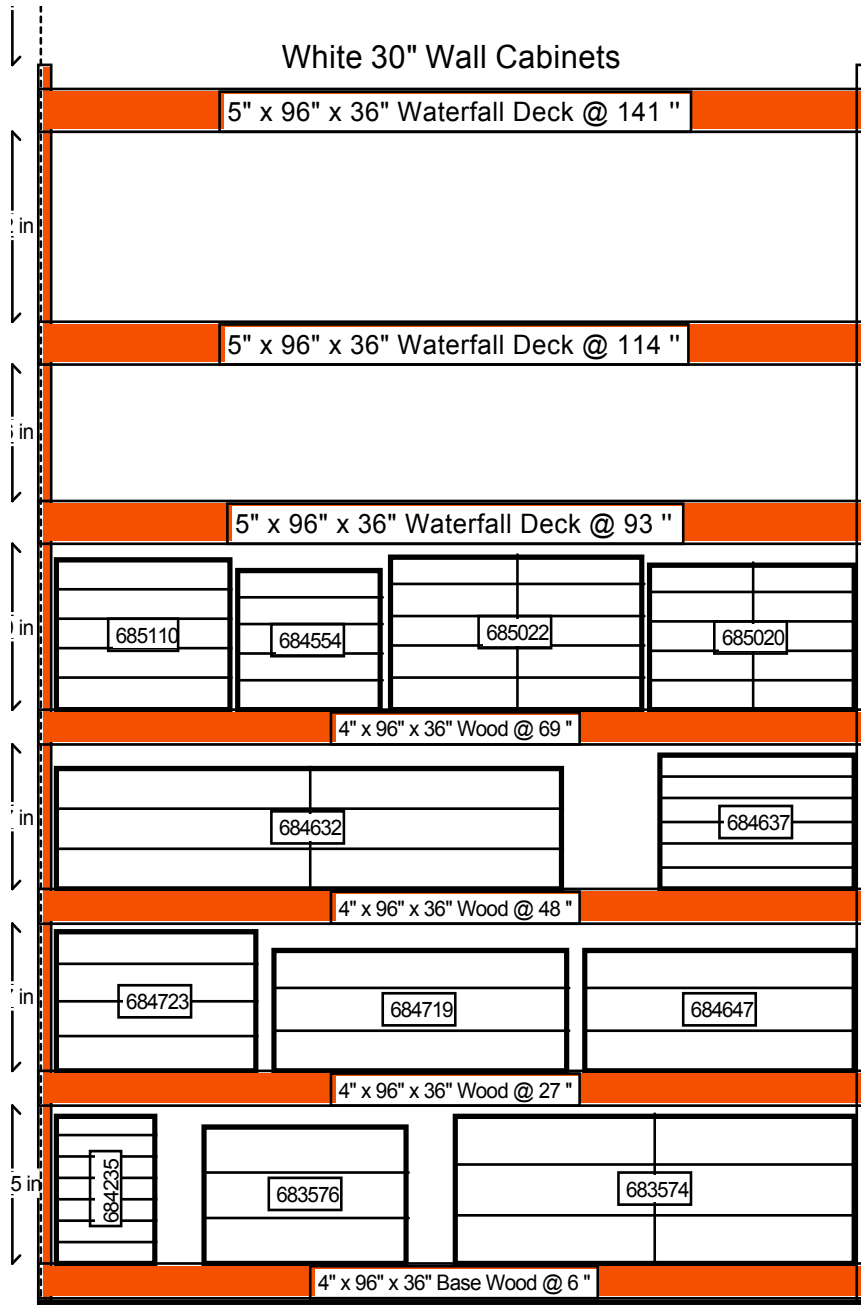 White 30" Wall Cabinets
5" x 96" x 36" Waterfall Deck @ 141 "
in
5" x 96" x 36" Waterfall Deck @ 114 "
in
5" x 96" x 36" Waterfall Deck @ 93 "
in
685110
684554
685022
685020
4" x 96" x 36" Wood @ 69 "
in
684632
684637
4" x 96" x 36" Wood @ 48 "
in
684723
684719
684647
4" x 96" x 36" Wood @ 27 "
5 in
684235
683576
683574
4" x 96" x 36" Base Wood @ 6 "